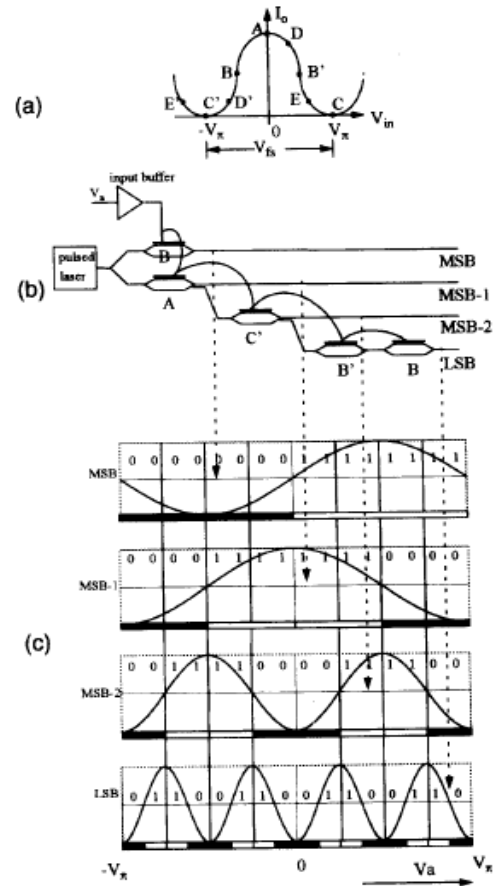 (a)
A I₀ D
B B'
E' C' D' E C
-Vπ 0 Vπ V_in
V_fs
input buffer
V_a
pulsed laser
B
MSB
A
MSB-1
(b)
C'
MSB-2
B' B
LSB
(c)
MSB
0 0 0 0 0 0 0 0 1 1 1 1 1 1 1 1
MSB-1
0 0 0 0 1 1 1 1 1 1 1 1 0 0 0 0
MSB-2
0 0 1 1 1 1 0 0 0 0 1 1 1 1 0 0
LSB
0 1 1 0 0 1 1 0 0 1 1 0 0 1 1 0
-Vπ 0 Va Vπ